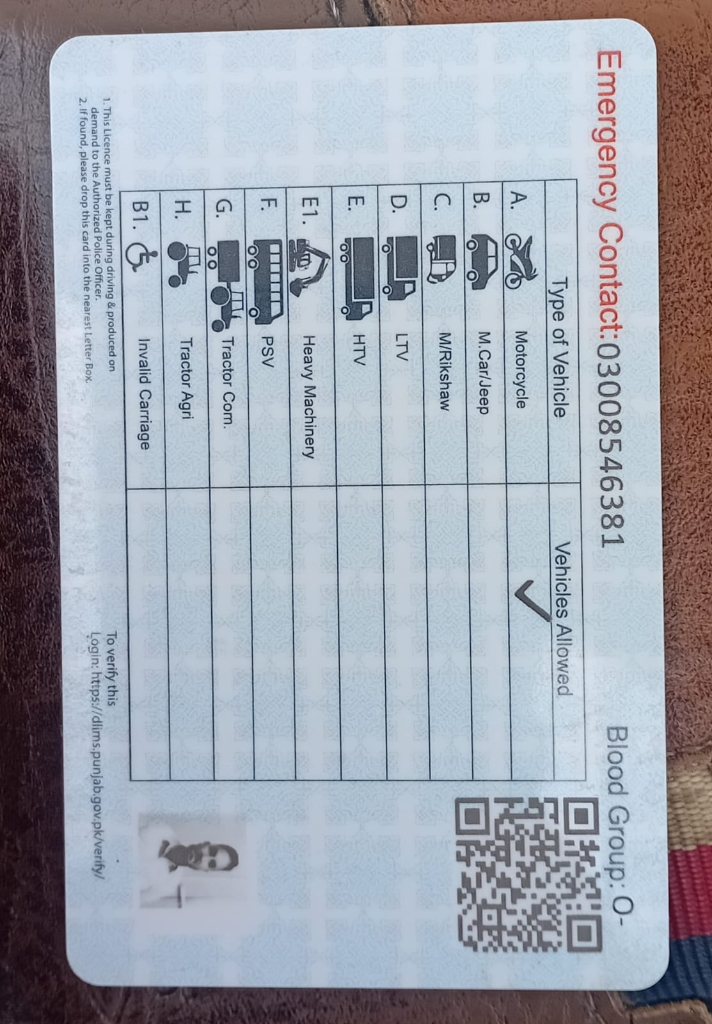 Emergency Contact:03008546381
Blood Group: O-
Type of Vehicle Vehicles Allowed
A. Motorcycle ✓
B. M.Car/Jeep
C. M/Rikshaw
D. LTV
E. HTV
E1. Heavy Machinery
F. PSV
G. Tractor Com.
H. Tractor Agri
B1. Invalid Carriage
1. This Licence must be kept during driving & produced on
demand to the Authorized Police Officer.
2. If found, please drop this card into the nearest Letter Box.
To verify this
Login: https://dlims.punjab.gov.pk/verify/